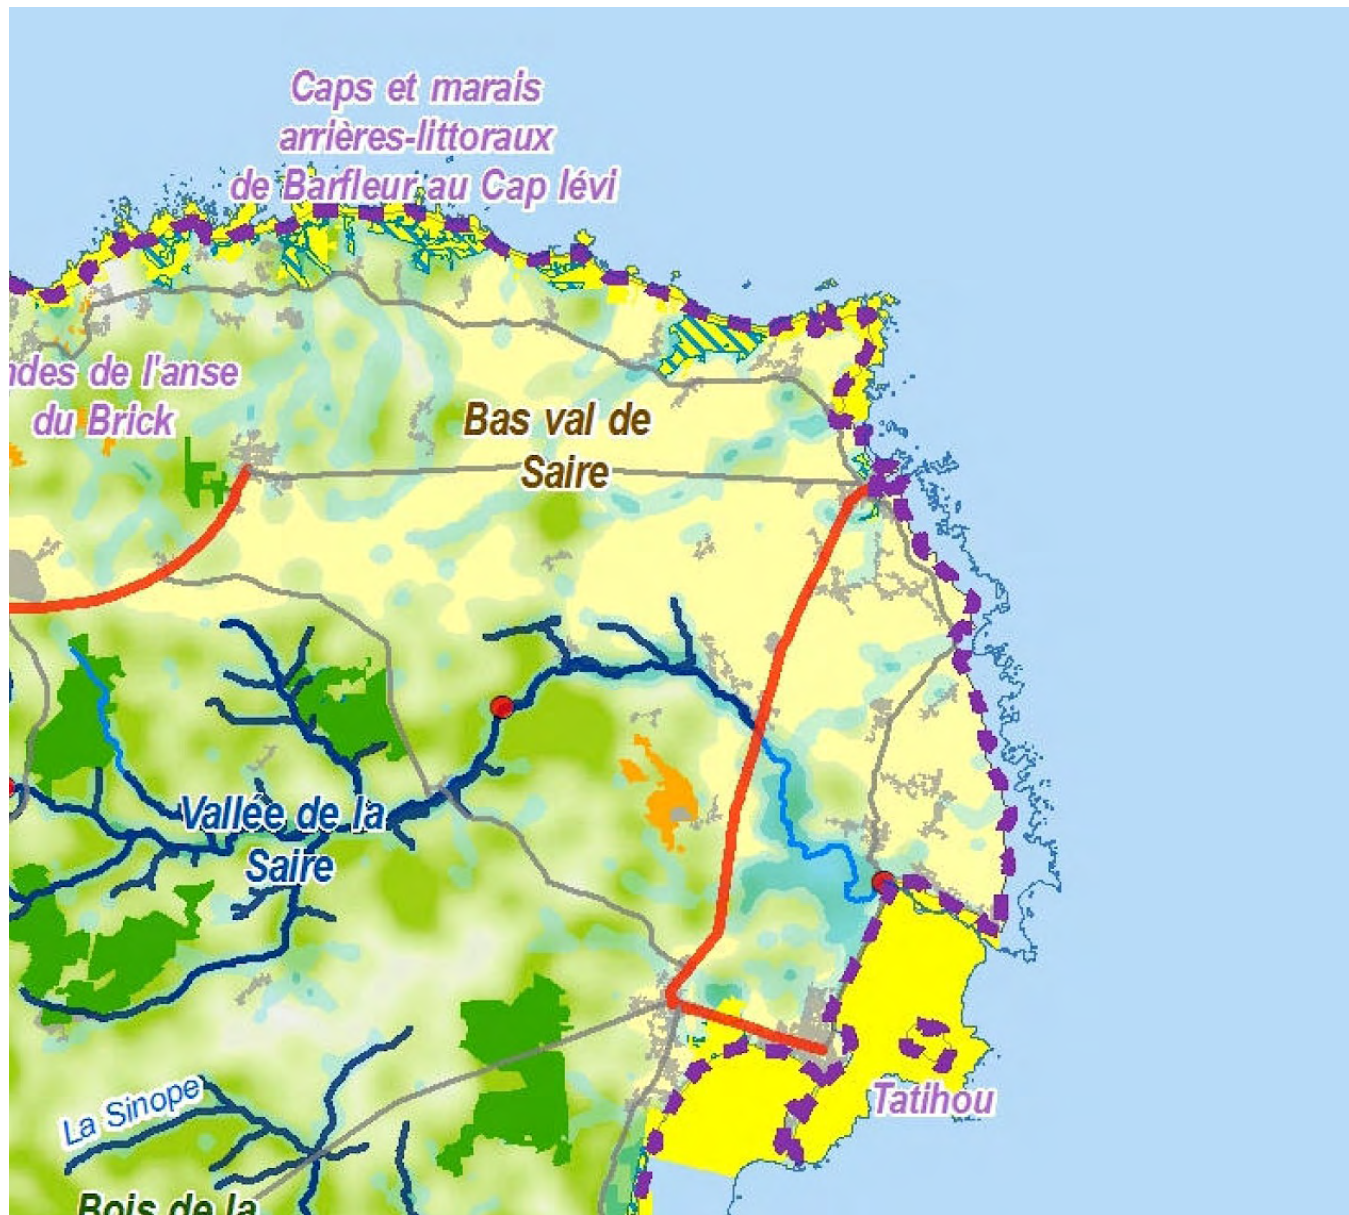 Caps et marais
arrières-littoraux
de Barfleur au Cap lévi
ndes de l'anse
du Brick
Bas val de
Saire
Vallée de la
Saire
La Sinope
Tatihou
Bois de la